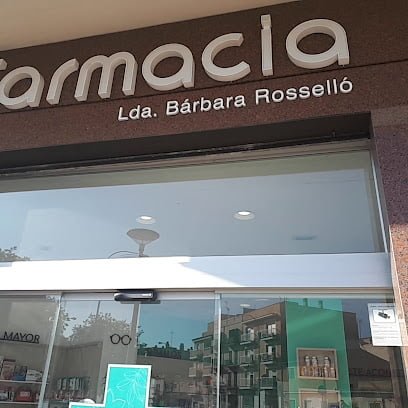 farmacia
Lda. Bárbara Rosselló
MAYOR